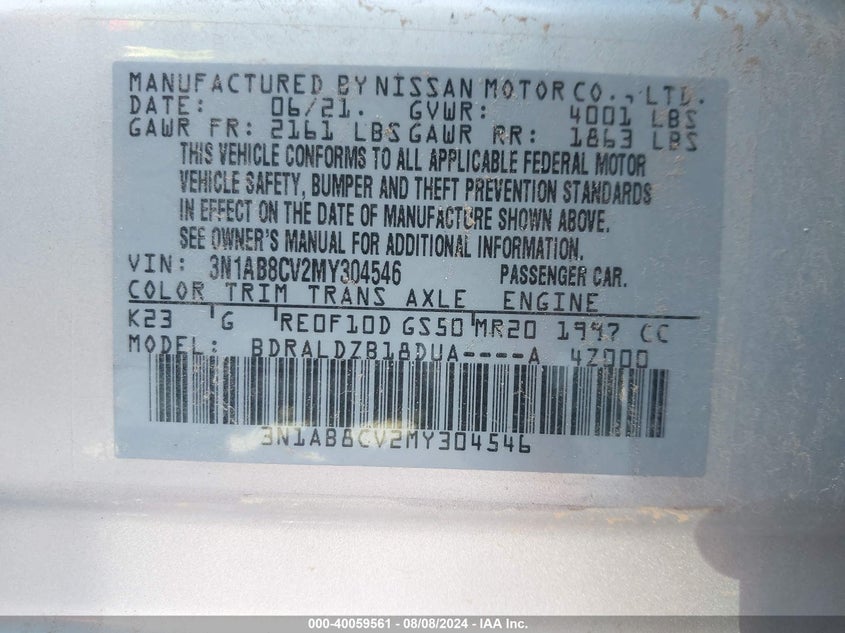 MANUFACTURED BY NISSAN MOTOR CO., LTD.
DATE: 06/21. GVWR: 4001 LBS
GAWR FR: 2161 LBS GAWR RR: 1863 LBS
THIS VEHICLE CONFORMS TO ALL APPLICABLE FEDERAL MOTOR
VEHICLE SAFETY, BUMPER AND THEFT PREVENTION STANDARDS
IN EFFECT ON THE DATE OF MANUFACTURE SHOWN ABOVE.
SEE OWNER'S MANUAL FOR ADDITIONAL INFORMATION.
VIN: 3N1AB8CV2MY304546 PASSENGER CAR.
COLOR TRIM TRANS AXLE ENGINE
K23 G RE0F10D GS50 MR20 1997 CC
MODEL: BDRALDZB18DUA----A 4Z000
3N1AB8CV2MY304546
000-40059561 - 08/08/2024 - IAA Inc.